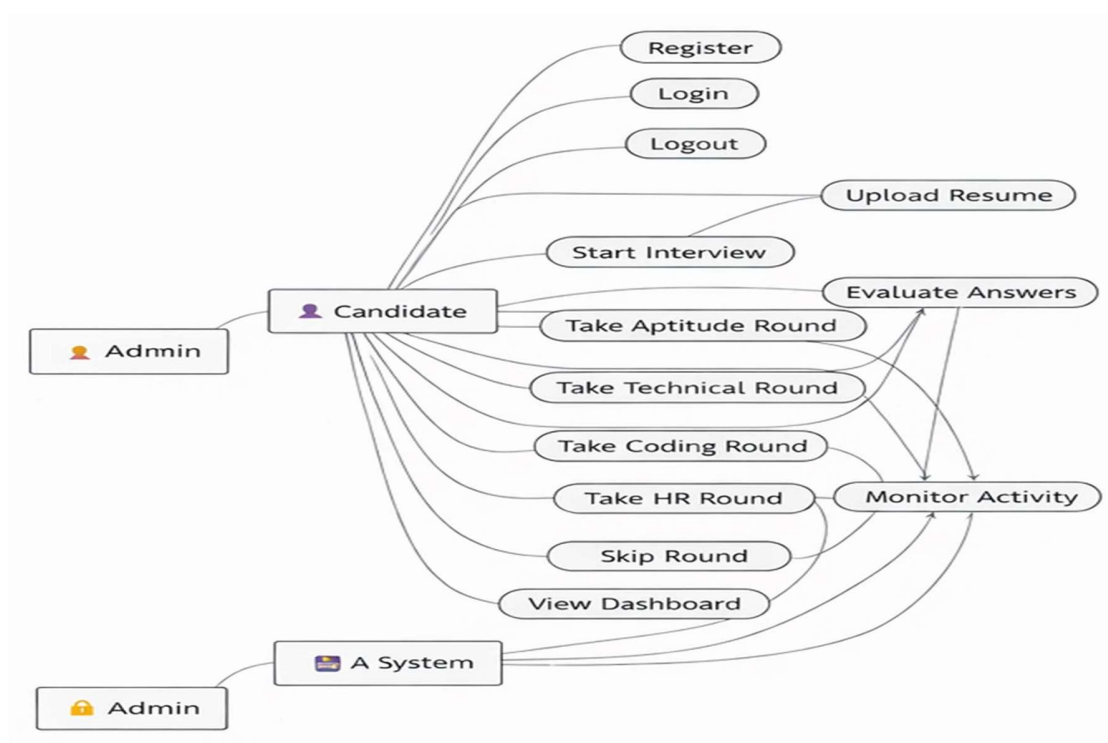 Register
Login
Logout
Upload Resume
Start Interview
Evaluate Answers
Candidate
Take Aptitude Round
Admin
Take Technical Round
Take Coding Round
Take HR Round
Monitor Activity
Skip Round
View Dashboard
A System
Admin